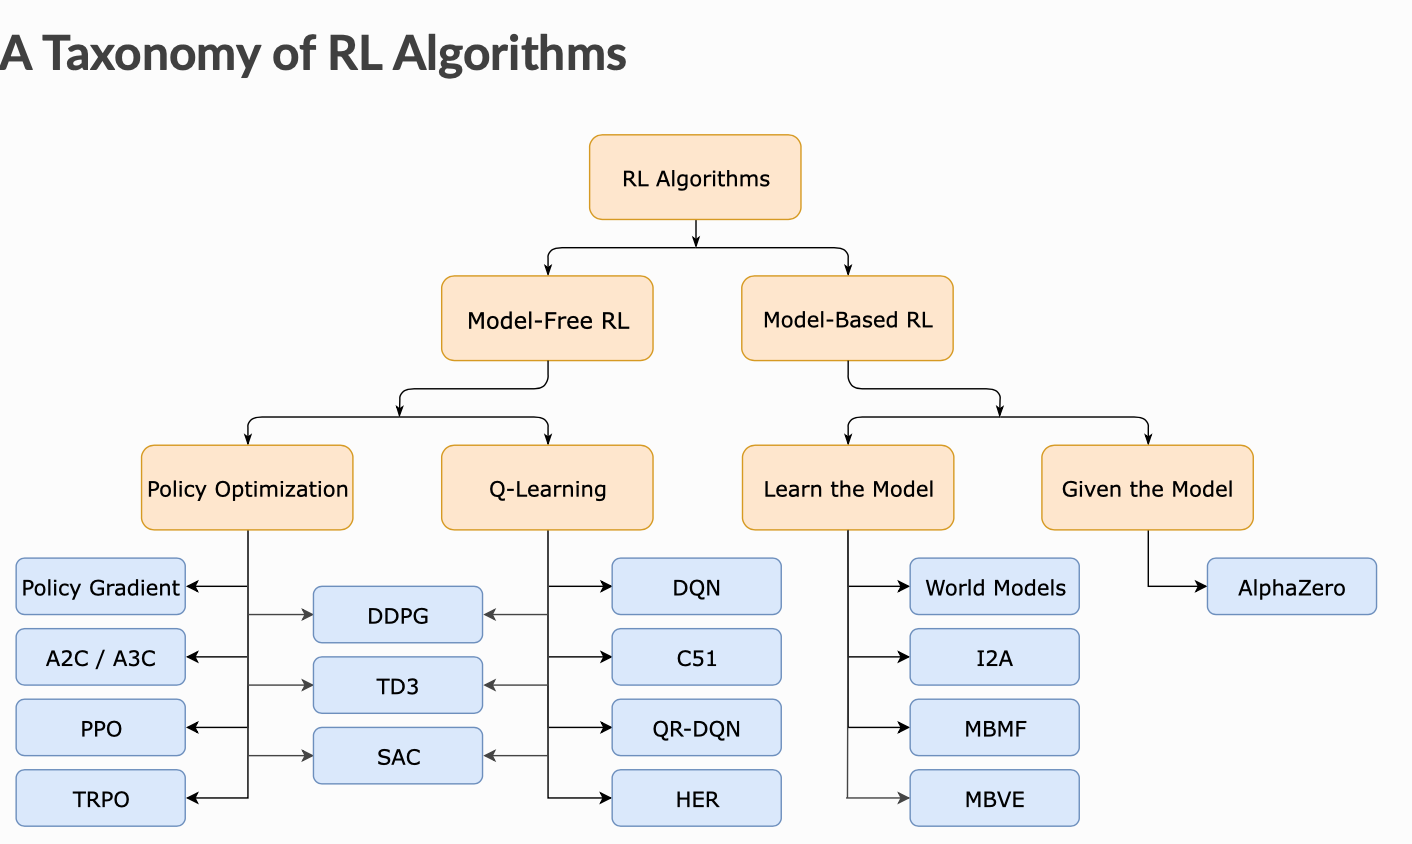 A Taxonomy of RL Algorithms
RL Algorithms
Model-Free RL
Model-Based RL
Policy Optimization
Q-Learning
Learn the Model
Given the Model
Policy Gradient
A2C / A3C
PPO
TRPO
DDPG
TD3
SAC
DQN
C51
QR-DQN
HER
World Models
I2A
MBMF
MBVE
AlphaZero